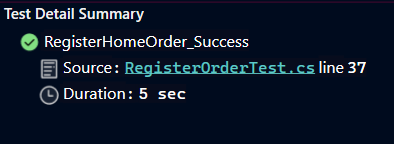 Test Detail Summary
RegisterHomeOrder_Success
Source: RegisterOrderTest.cs line 37
Duration: 5 sec